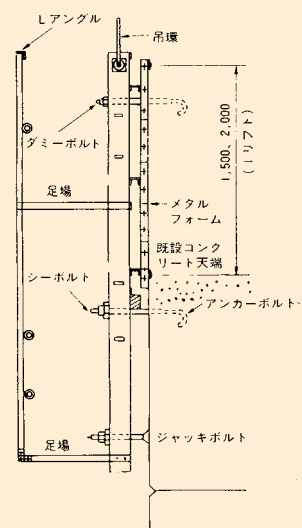 Lアングル
吊環
ダミーボルト
1,500, 2,000
(1リフト)
足場
メタル
フォーム
既設コンク
リート天端
シーボルト
アンカーボルト
ジャッキボルト
足場